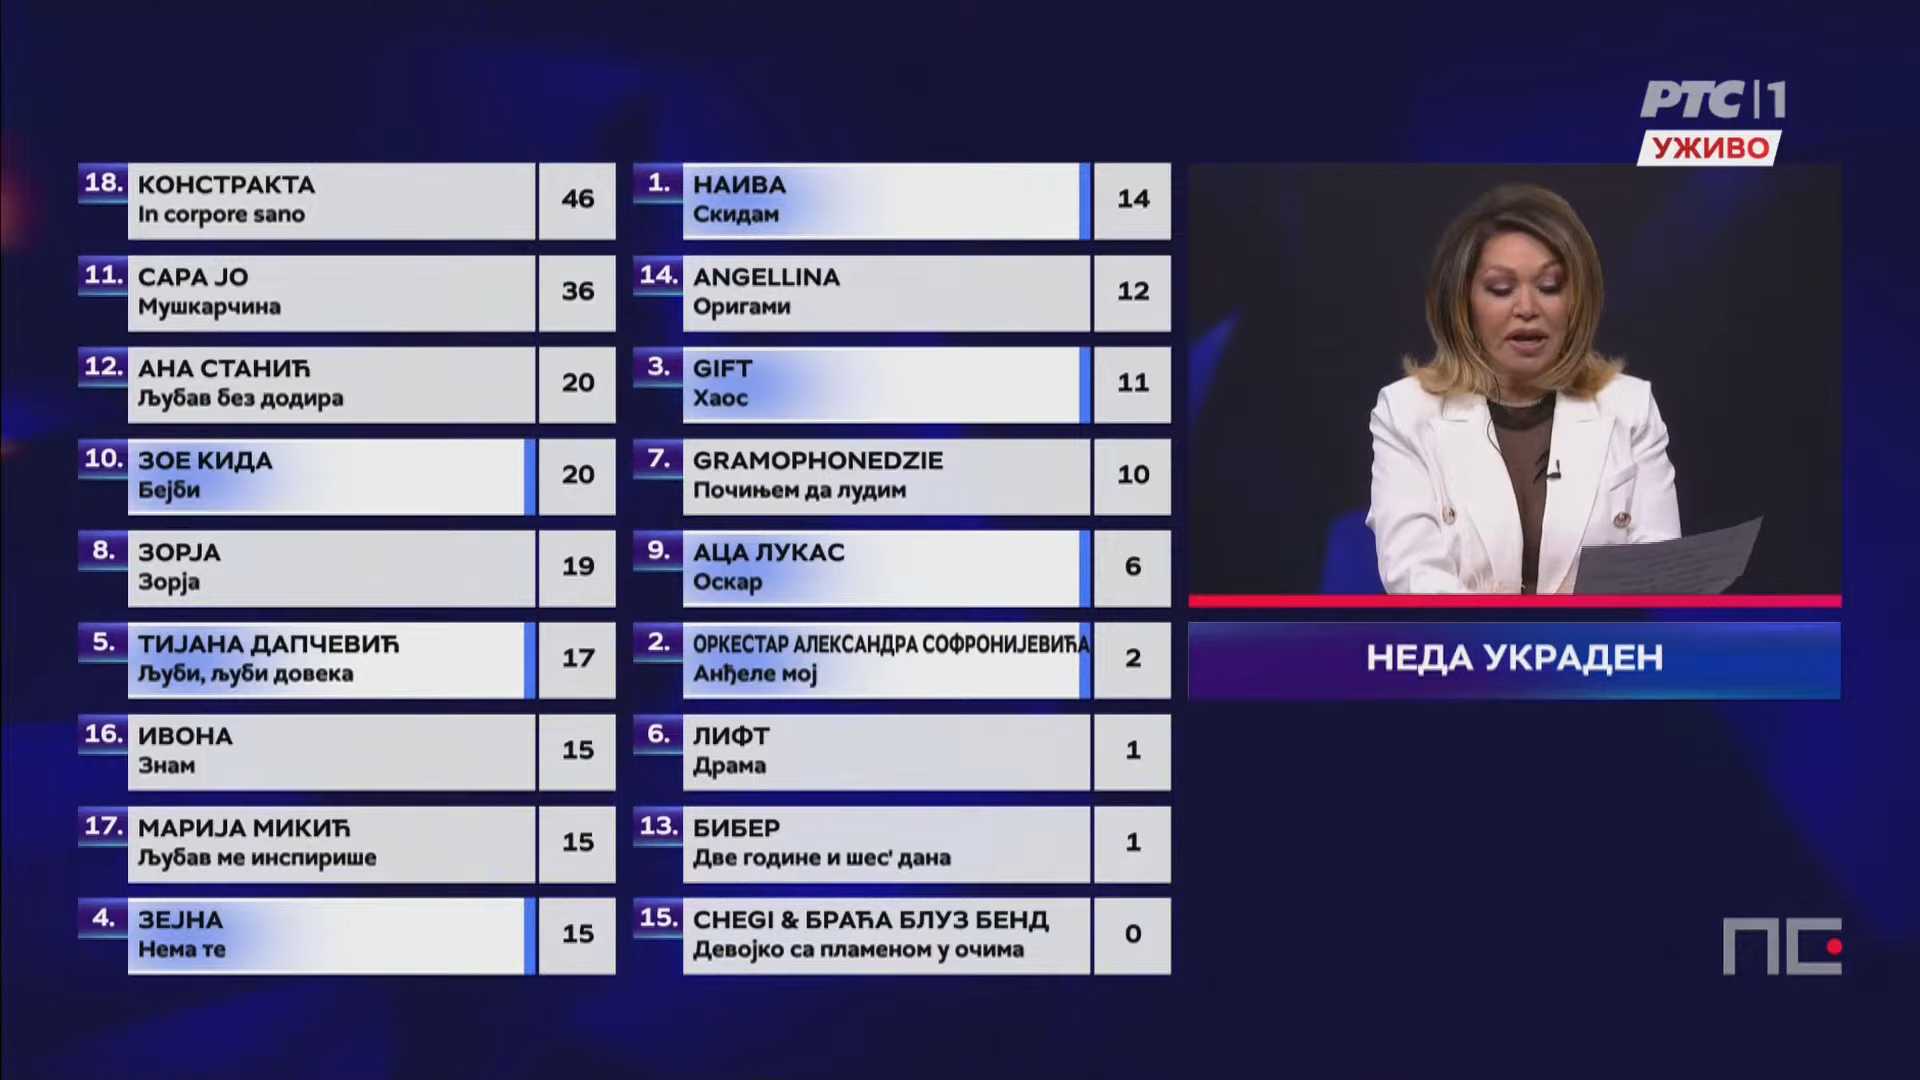 РТС|1
УЖИВО
18. КОНСТРАКТА
In corpore sano
46
11. САРА ЈО
Мушкарчина
36
12. АНА СТАНИЋ
Љубав без додира
20
10. ЗОЕ КИДА
Бејби
20
8. ЗОРЈА
Зорја
19
5. ТИЈАНА ДАПЧЕВИЋ
Љуби, љуби довека
17
16. ИВОНА
Знам
15
17. МАРИЈА МИКИЋ
Љубав ме инспирише
15
4. ЗЕЈНА
Нема те
15
1. НАИВА
Скидам
14
14. ANGELLINA
Оригами
12
3. GIFT
Хаос
11
7. GRAMOPHONEDZIE
Почињем да лудим
10
9. АЦА ЛУКАС
Оскар
6
2. ОРКЕСТАР АЛЕКСАНДРА СОФРОНИЈЕВИЋА
Анђеле мој
2
6. ЛИФТ
Драма
1
13. БИБЕР
Две године и шес' дана
1
15. CHEGI & БРАЋА БЛУЗ БЕНД
Девојко са пламеном у очима
0
НЕДА УКРАДЕН
ПС